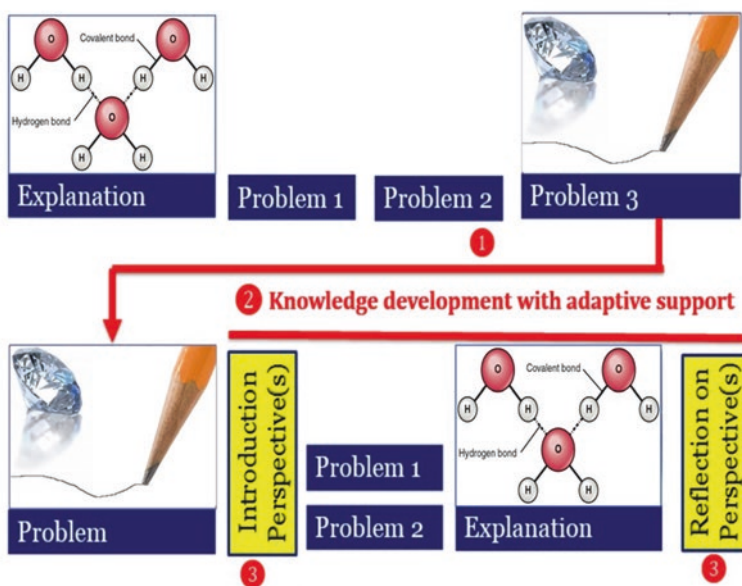 Covalent bond
O
O
H
H
H
H
Hydrogen bond
O
H
H
Explanation
Problem 1
Problem 2
Problem 3
1
2 Knowledge development with adaptive support
Problem
Introduction
Perspective(s)
3
Problem 1
Problem 2
Covalent bond
O
O
H
H
H
H
Hydrogen bond
O
H
H
Explanation
Reflection on
Perspective(s)
3